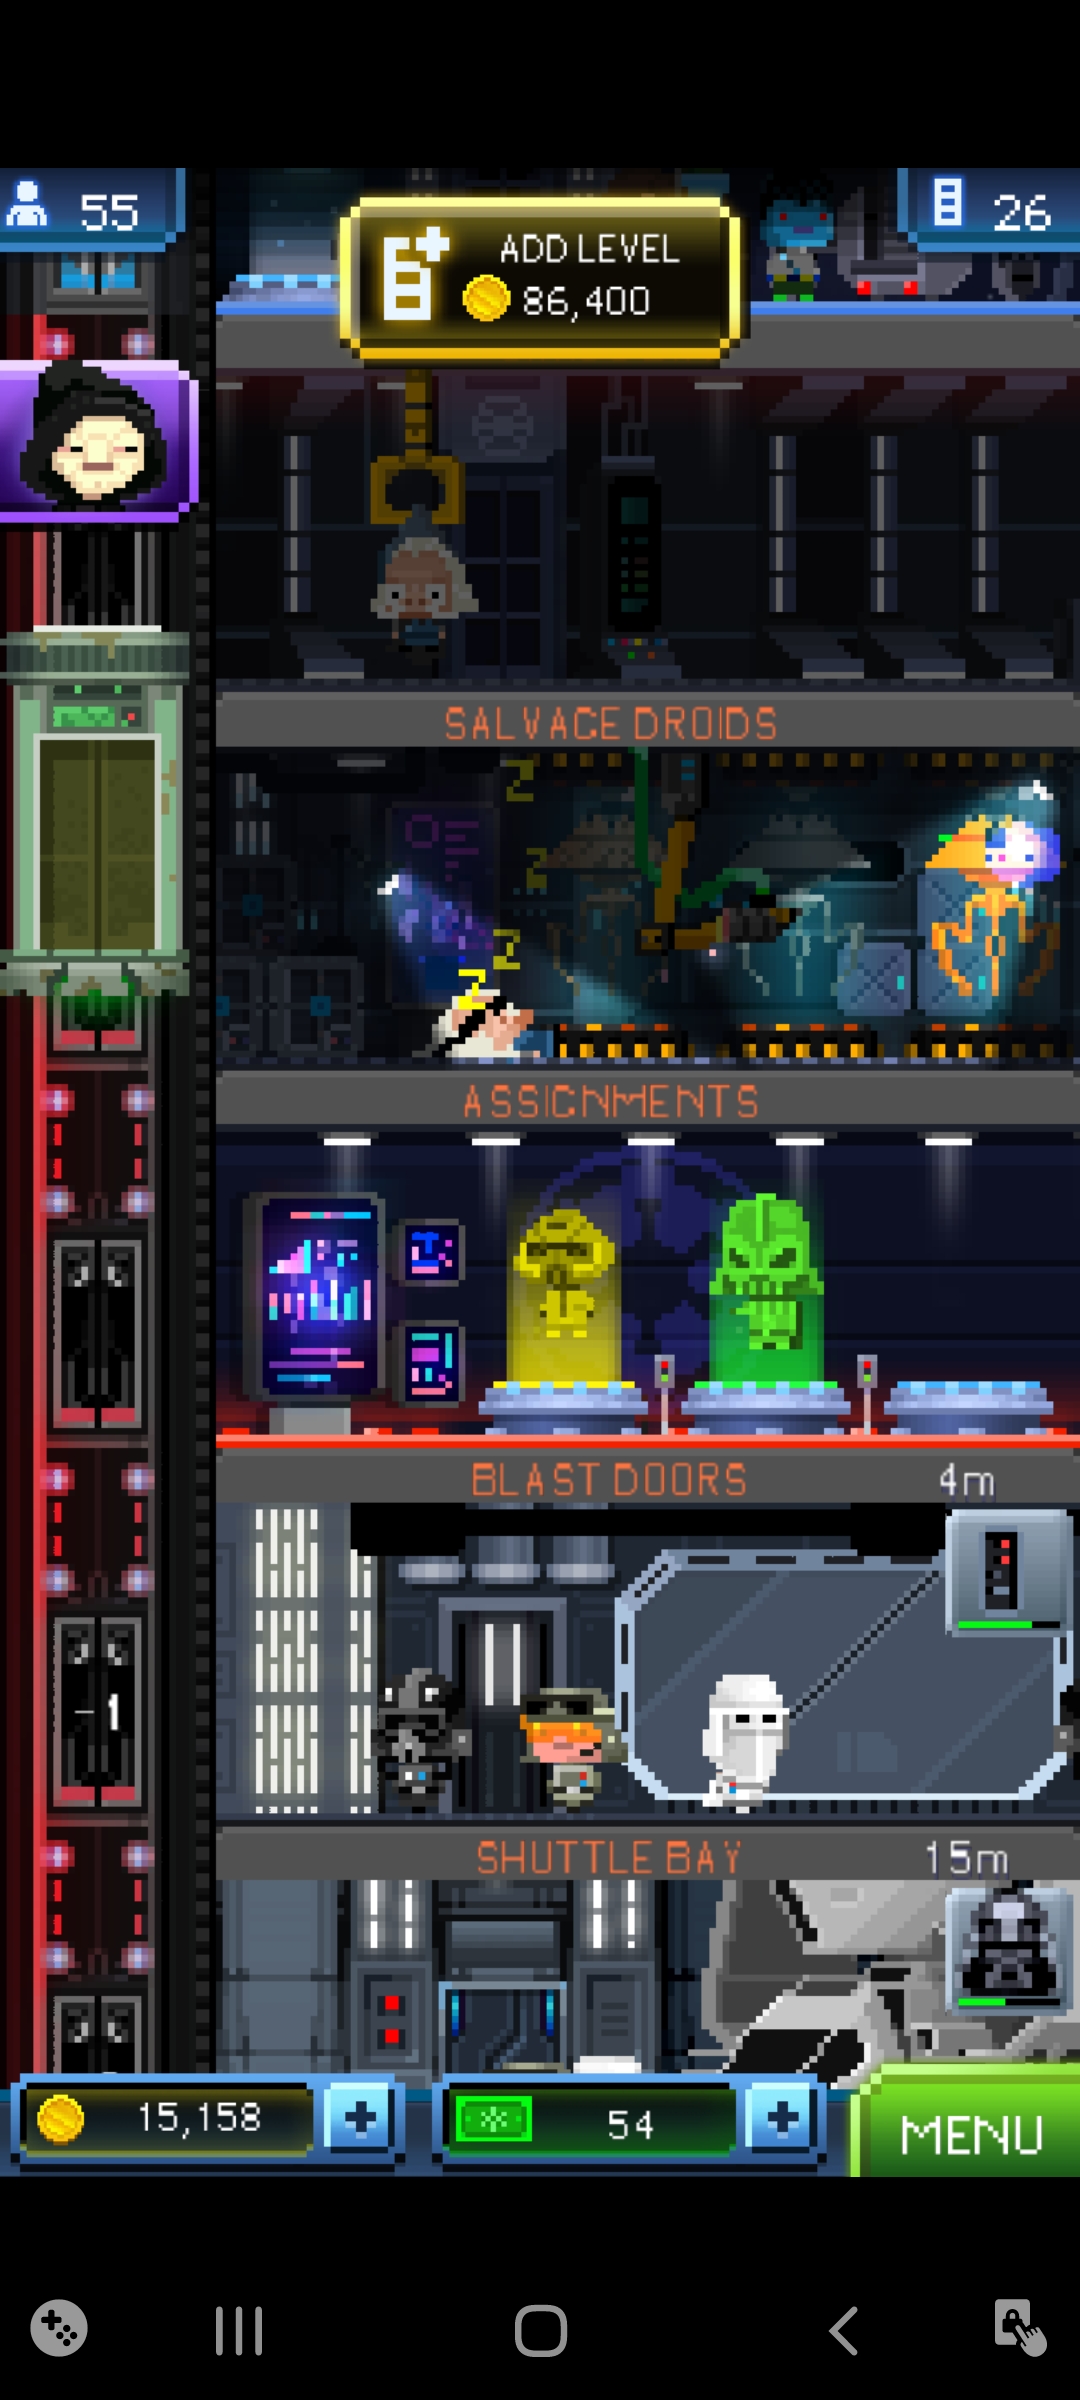 55
26
ADD LEVEL
86,400
SALVAGE DROIDS
Z
Z
Z
Z
ASSIGNMENTS
BLAST DOORS 4m
-1
SHUTTLE BAY 15m
15,158
54
MENU